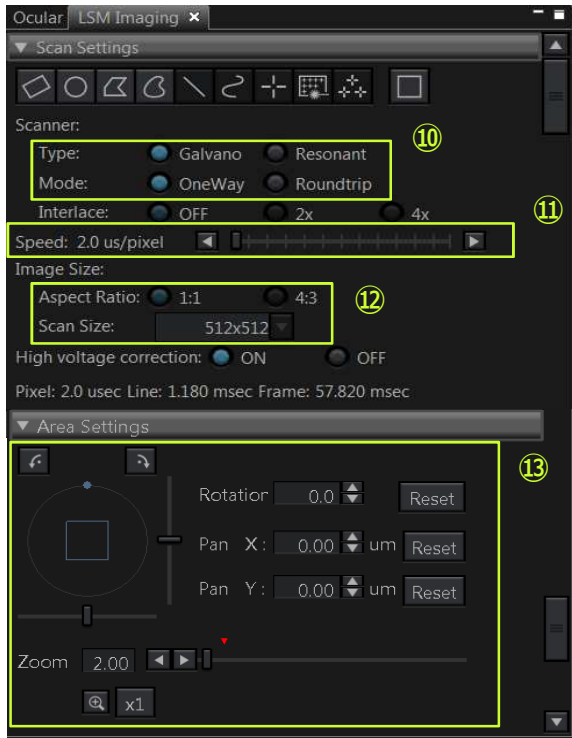 Ocular LSM Imaging ×
▼ Scan Settings
Scanner:
⑩
Type: Galvano Resonant
Mode: OneWay Roundtrip
Interlace: OFF 2x 4x
⑪
Speed: 2.0 us/pixel
Image Size:
Aspect Ratio: 1:1 4:3
⑫
Scan Size: 512x512
High voltage correction: ON OFF
Pixel: 2.0 usec Line: 1.180 msec Frame: 57.820 msec
▼ Area Settings
⑬
Rotatior 0.0 Reset
Pan X: 0.00 um Reset
Pan Y: 0.00 um Reset
Zoom 2.00
x1